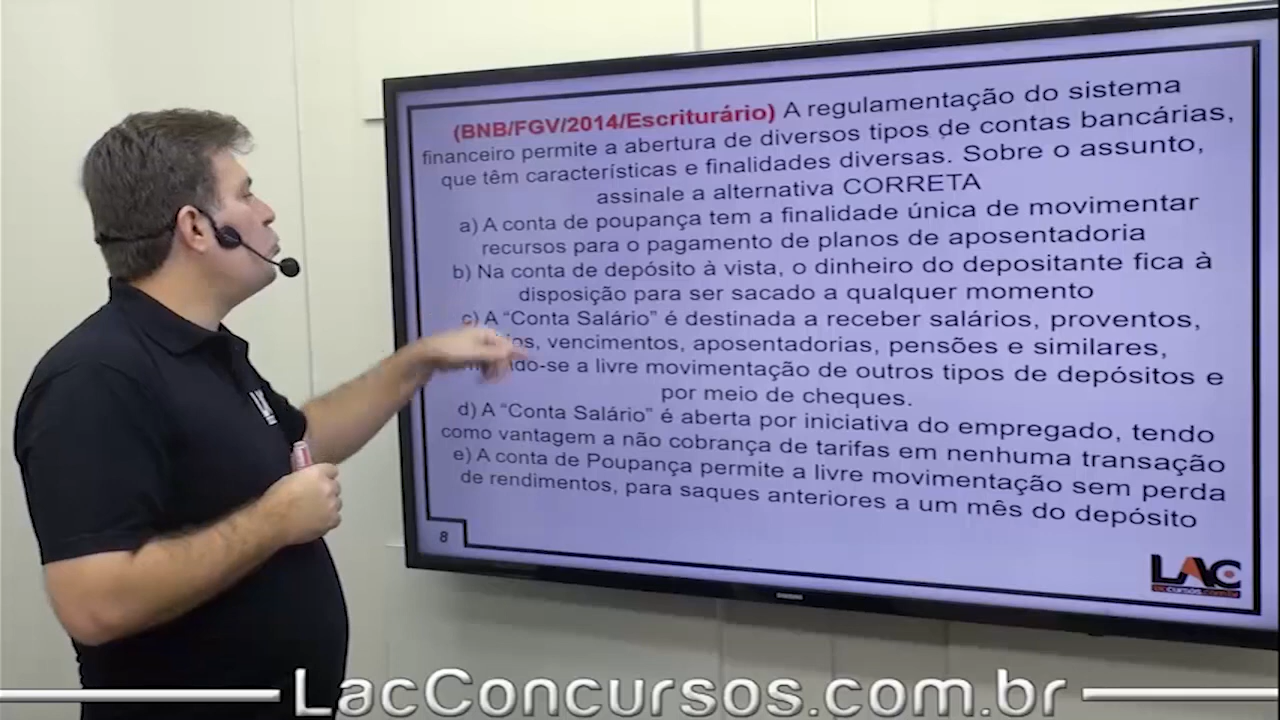 (BNB/FGV/2014/Escriturário) A regulamentação do sistema
financeiro permite a abertura de diversos tipos de contas bancárias,
que têm características e finalidades diversas. Sobre o assunto,
assinale a alternativa CORRETA
a) A conta de poupança tem a finalidade única de movimentar
recursos para o pagamento de planos de aposentadoria
b) Na conta de depósito à vista, o dinheiro do depositante fica à
disposição para ser sacado a qualquer momento
c) A “Conta Salário” é destinada a receber salários, proventos,
vencimentos, aposentadorias, pensões e similares,
a livre movimentação de outros tipos de depósitos e
por meio de cheques.
d) A “Conta Salário” é aberta por iniciativa do empregado, tendo
como vantagem a não cobrança de tarifas em nenhuma transação
e) A conta de Poupança permite a livre movimentação sem perda
de rendimentos, para saques anteriores a um mês do depósito
8
LAC
laccursos.com.br
LacConcursos.com.br